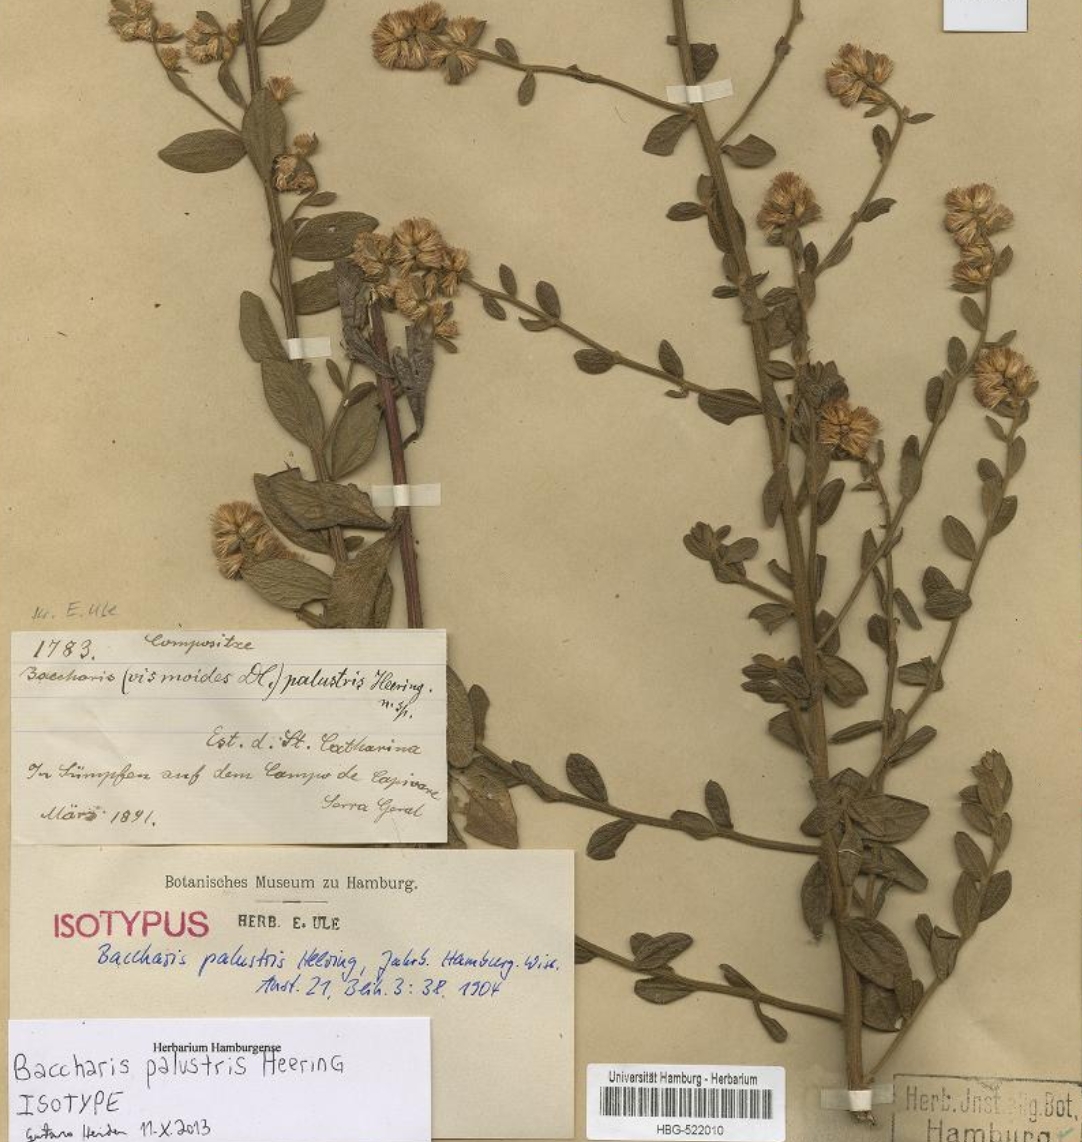 E. Ule
1783. Compositae
Baccharis (vismoides DC.) palustris Heering.
n. sp.
Est. d. St. Catharina
In Sümpfen auf dem Campo de Capivare
Serra Geral
März 1891.
Botanisches Museum zu Hamburg.
ISOTYPUS HERB. E. ULE
Baccharis palustris Heering, Jahrb. Hamburg. Wiss.
Anst. 21, Beih. 3: 38, 1904
Herbarium Hamburgense
Baccharis palustris Heering
ISOTYPE
Gustavo Heiden 11-X-2013
Universität Hamburg - Herbarium
HBG-522010
Herb. Inst. allg. Bot.
Hamburg